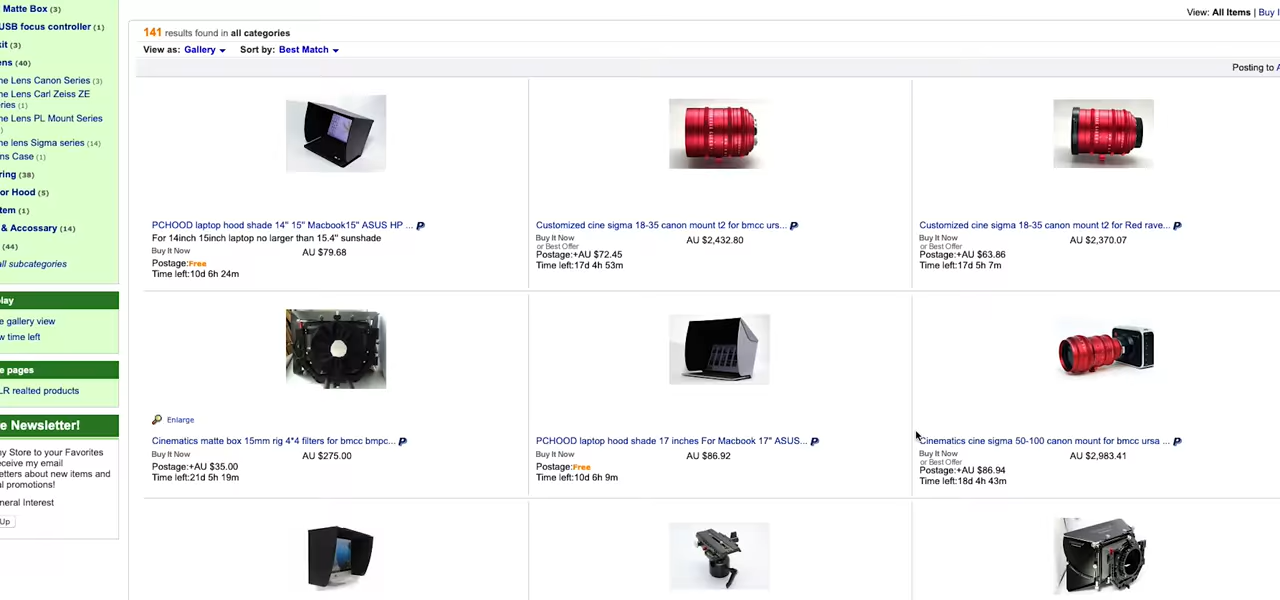 Matte Box (3)
USB focus controller (1)
kit (3)
ens (40)
ne Lens Canon Series (3)
ne Lens Carl Zeiss ZE
eries (1)
ne Lens PL Mount Series
)
ne lens Sigma series (14)
ns Case (1)
ring (38)
or Hood (5)
tem (1)
& Accossary (14)
(44)
all subcategories
play
e gallery view
w time left
e pages
LR realted products
e Newsletter!
ny Store to your Favorites
eceive my email
etters about new items and
al promotions!
neral Interest
Up
View: All Items | Buy I
141 results found in all categories
View as: Gallery Sort by: Best Match
Posting to A
PCHOOD laptop hood shade 14" 15" Macbook15" ASUS HP ...
For 14inch 15inch laptop no larger than 15.4" sunshade
Buy It Now AU $79.68
Postage:Free
Time left:10d 6h 24m
Customized cine sigma 18-35 canon mount t2 for bmcc urs...
Buy It Now AU $2,432.80
or Best Offer
Postage:+AU $72.45
Time left:17d 4h 53m
Customized cine sigma 18-35 canon mount t2 for Red rave...
Buy It Now AU $2,370.07
or Best Offer
Postage:+AU $63.86
Time left:17d 5h 7m
Enlarge
Cinematics matte box 15mm rig 4*4 filters for bmcc bmpc...
Buy It Now AU $275.00
Postage:+AU $35.00
Time left:21d 5h 19m
PCHOOD laptop hood shade 17 inches For Macbook 17" ASUS...
Buy It Now AU $86.92
Postage:Free
Time left:10d 6h 9m
Cinematics cine sigma 50-100 canon mount for bmcc ursa ...
Buy It Now AU $2,983.41
or Best Offer
Postage:+AU $86.94
Time left:18d 4h 43m